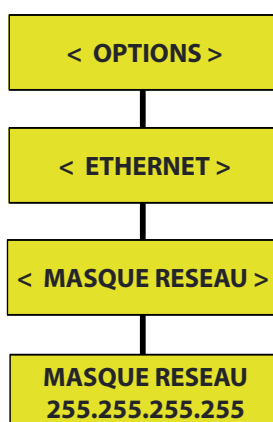 < OPTIONS >
< ETHERNET >
< MASQUE RESEAU >
MASQUE RESEAU
255.255.255.255